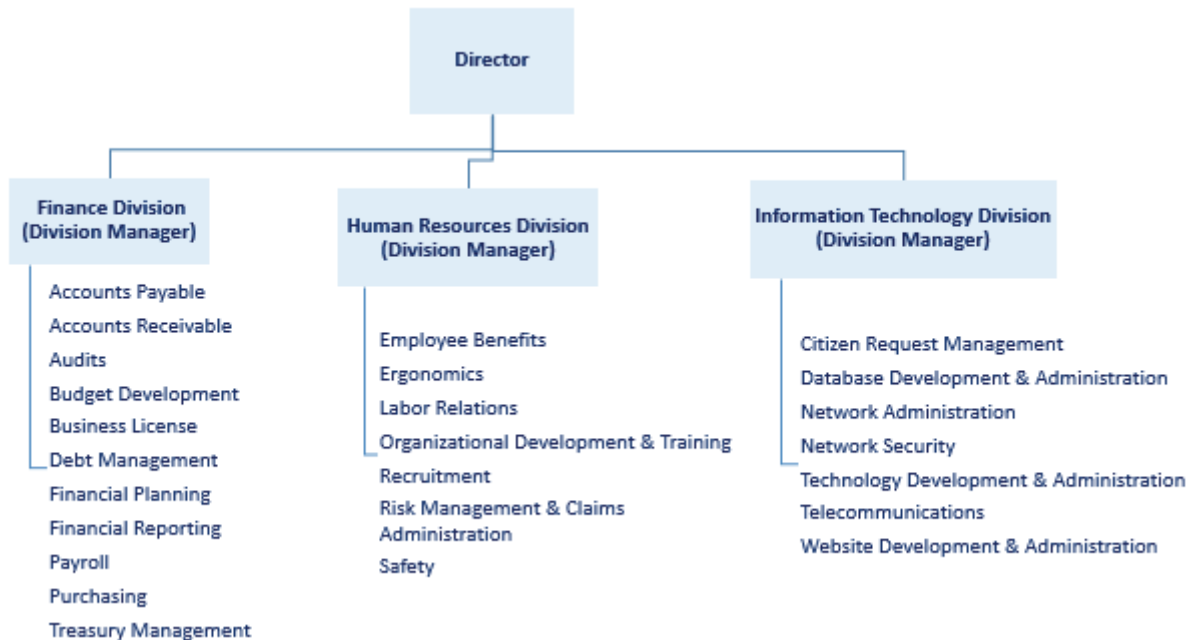 Director
Finance Division
(Division Manager)
Accounts Payable
Accounts Receivable
Audits
Budget Development
Business License
Debt Management
Financial Planning
Financial Reporting
Payroll
Purchasing
Treasury Management
Human Resources Division
(Division Manager)
Employee Benefits
Ergonomics
Labor Relations
Organizational Development & Training
Recruitment
Risk Management & Claims
Administration
Safety
Information Technology Division
(Division Manager)
Citizen Request Management
Database Development & Administration
Network Administration
Network Security
Technology Development & Administration
Telecommunications
Website Development & Administration